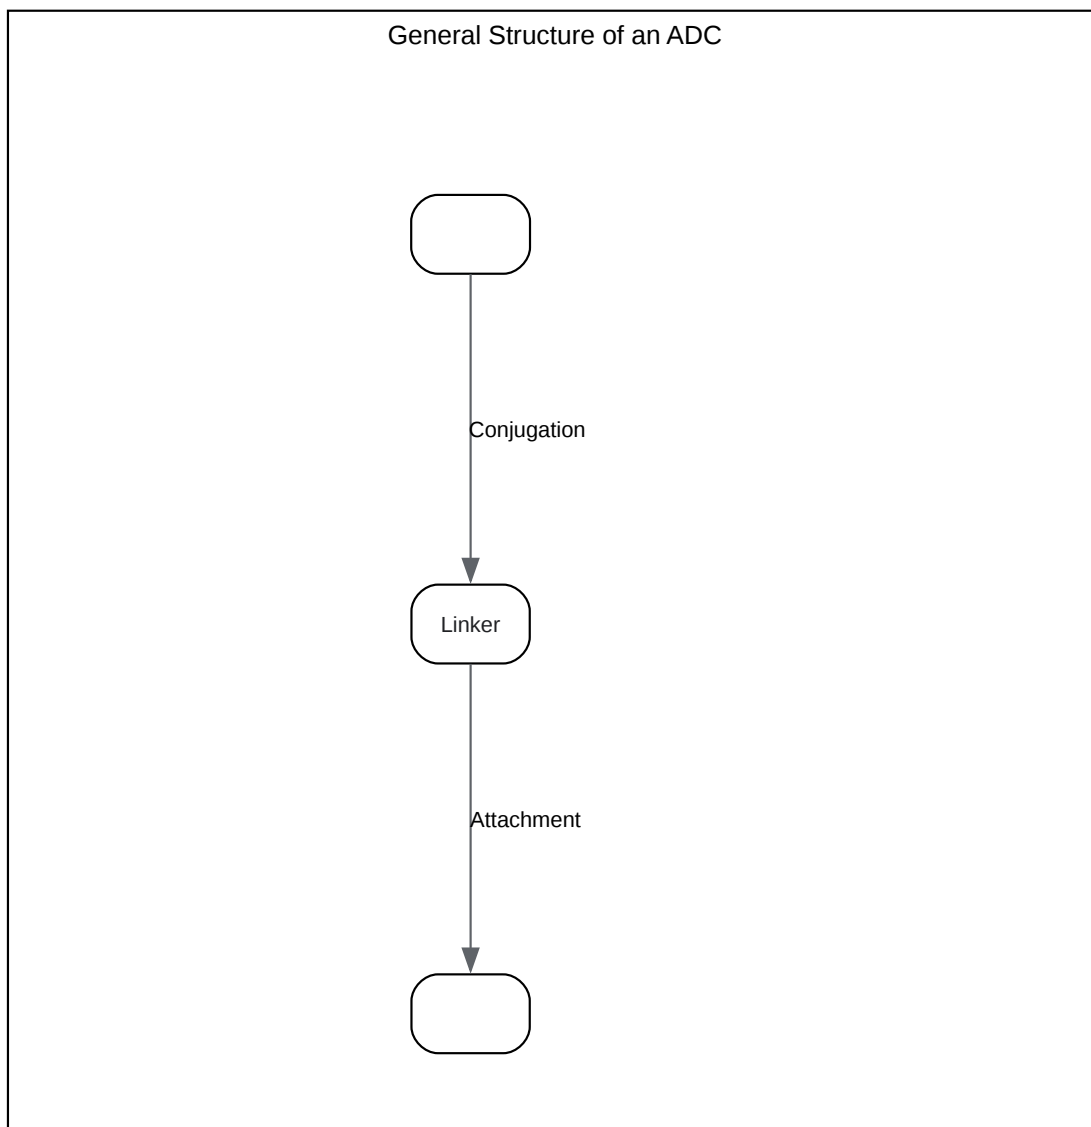 General Structure of an ADC
Conjugation
Linker
Attachment